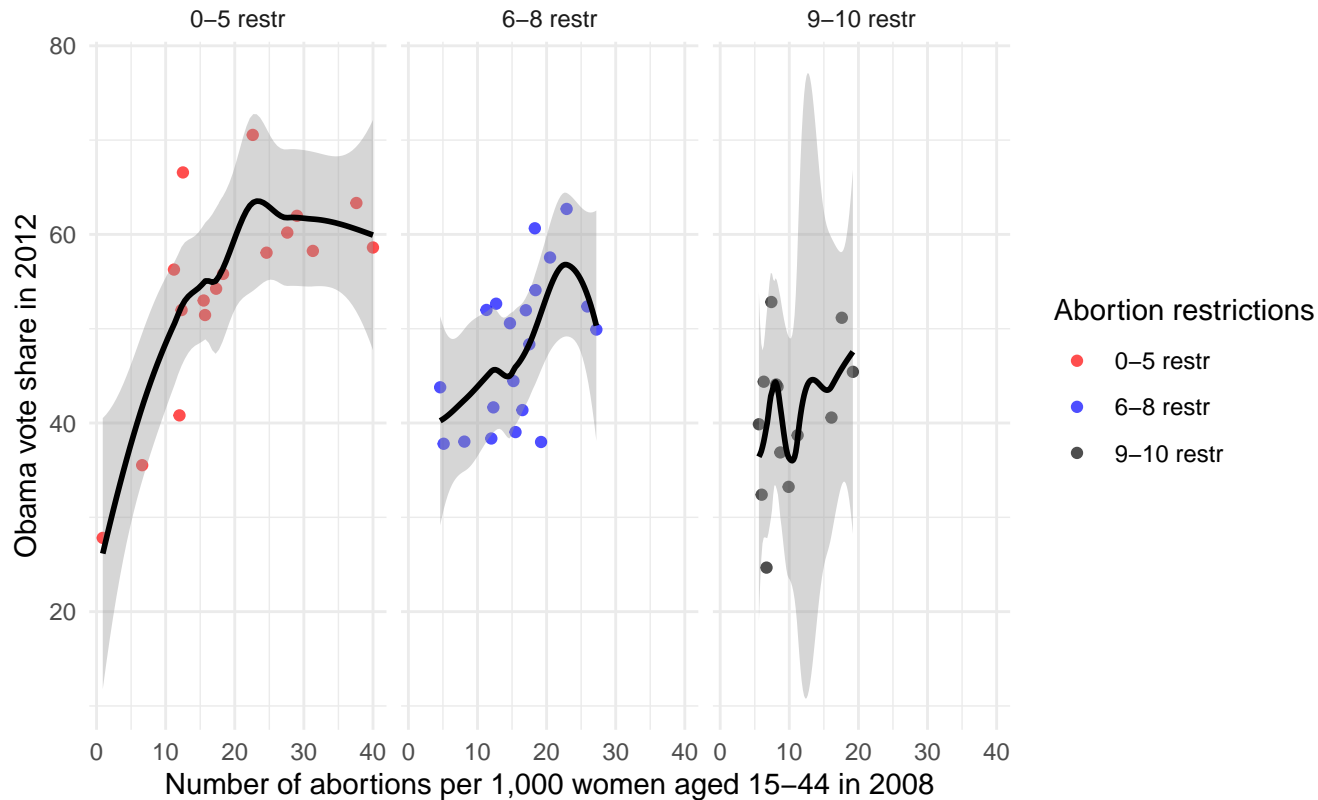 0–5 restr 6–8 restr 9–10 restr
80
60
40
20
0 10 20 30 40 0 10 20 30 40 0 10 20 30 40
Number of abortions per 1,000 women aged 15–44 in 2008
Obama vote share in 2012
Abortion restrictions
0–5 restr
6–8 restr
9–10 restr